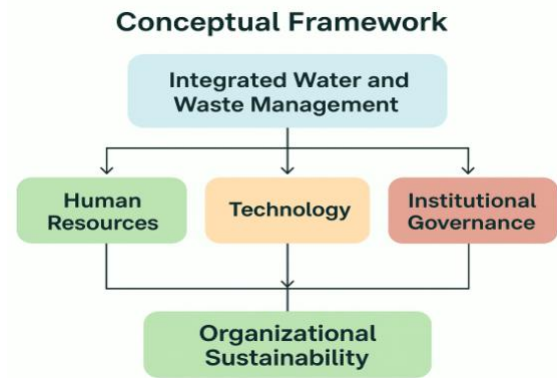 Conceptual Framework
Integrated Water and
Waste Management
Human
Resources
Technology
Institutional
Governance
Organizational
Sustainability